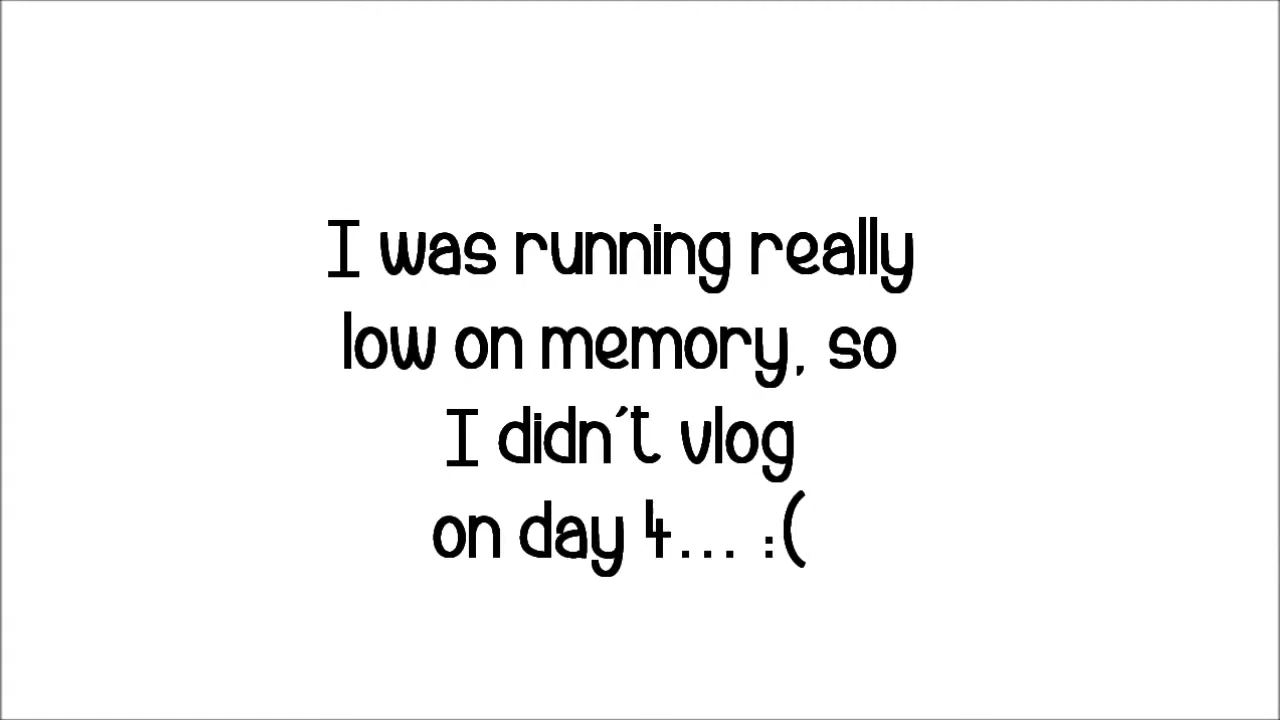 I was running really
low on memory, so
I didn't vlog
on day 4... :(